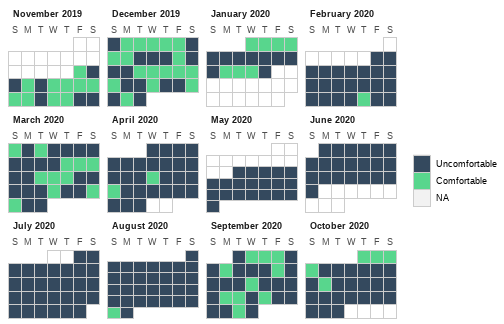 November 2019 December 2019 January 2020 February 2020
S M T W T F S S M T W T F S S M T W T F S S M T W T F S
March 2020 April 2020 May 2020 June 2020
S M T W T F S S M T W T F S S M T W T F S S M T W T F S
Uncomfortable
Comfortable
NA
July 2020 August 2020 September 2020 October 2020
S M T W T F S S M T W T F S S M T W T F S S M T W T F S